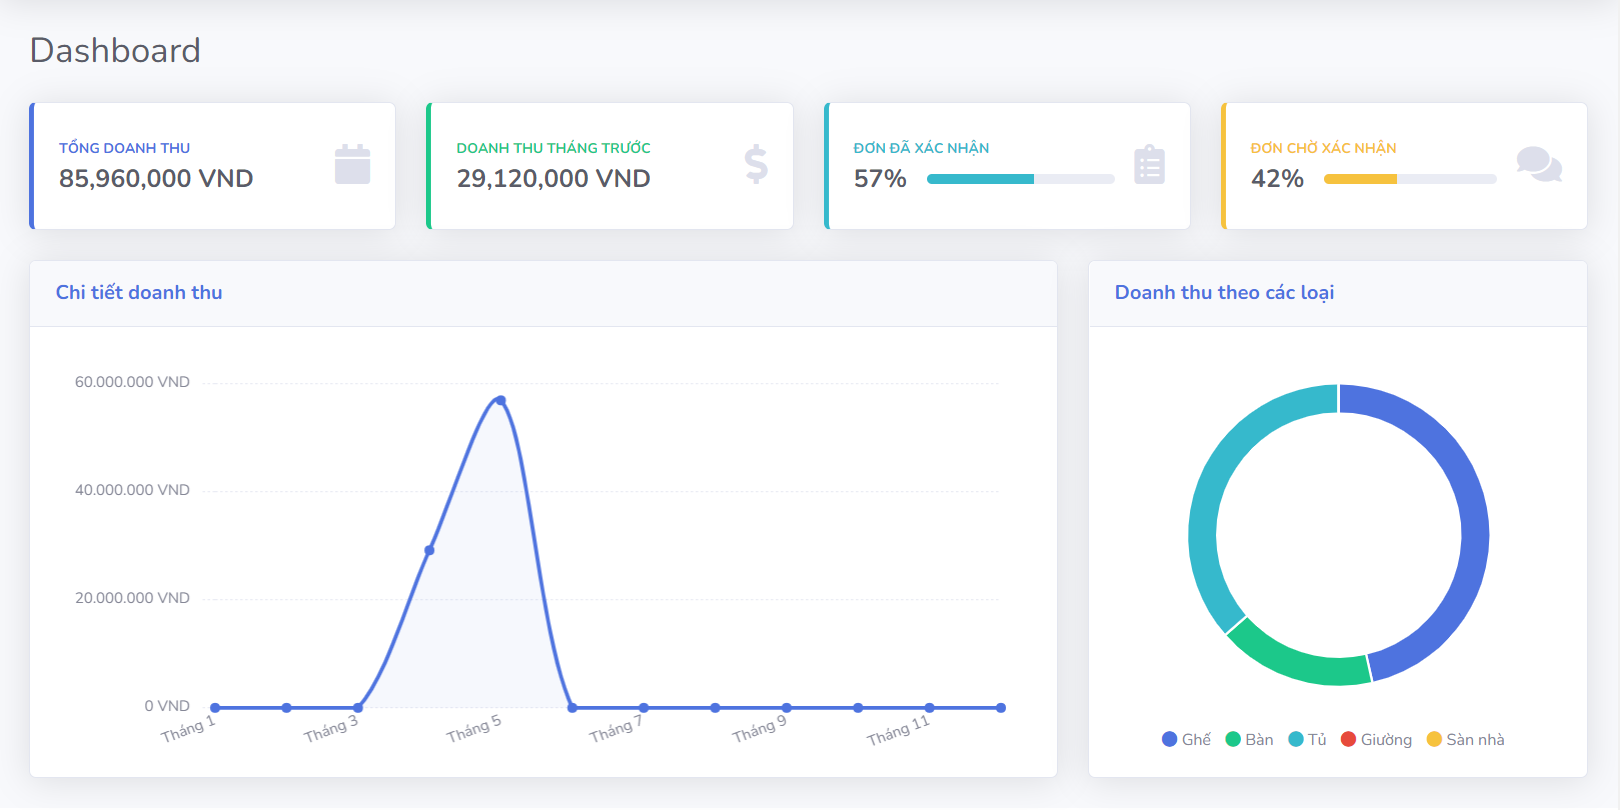 Dashboard
TỔNG DOANH THU
85,960,000 VND
DOANH THU THÁNG TRƯỚC
29,120,000 VND
ĐƠN ĐÃ XÁC NHẬN
57%
ĐƠN CHỜ XÁC NHẬN
42%
Chi tiết doanh thu
60.000.000 VND
40.000.000 VND
20.000.000 VND
0 VND
Tháng 1
Tháng 3
Tháng 5
Tháng 7
Tháng 9
Tháng 11
Doanh thu theo các loại
Ghế Bàn Tủ Giường Sàn nhà